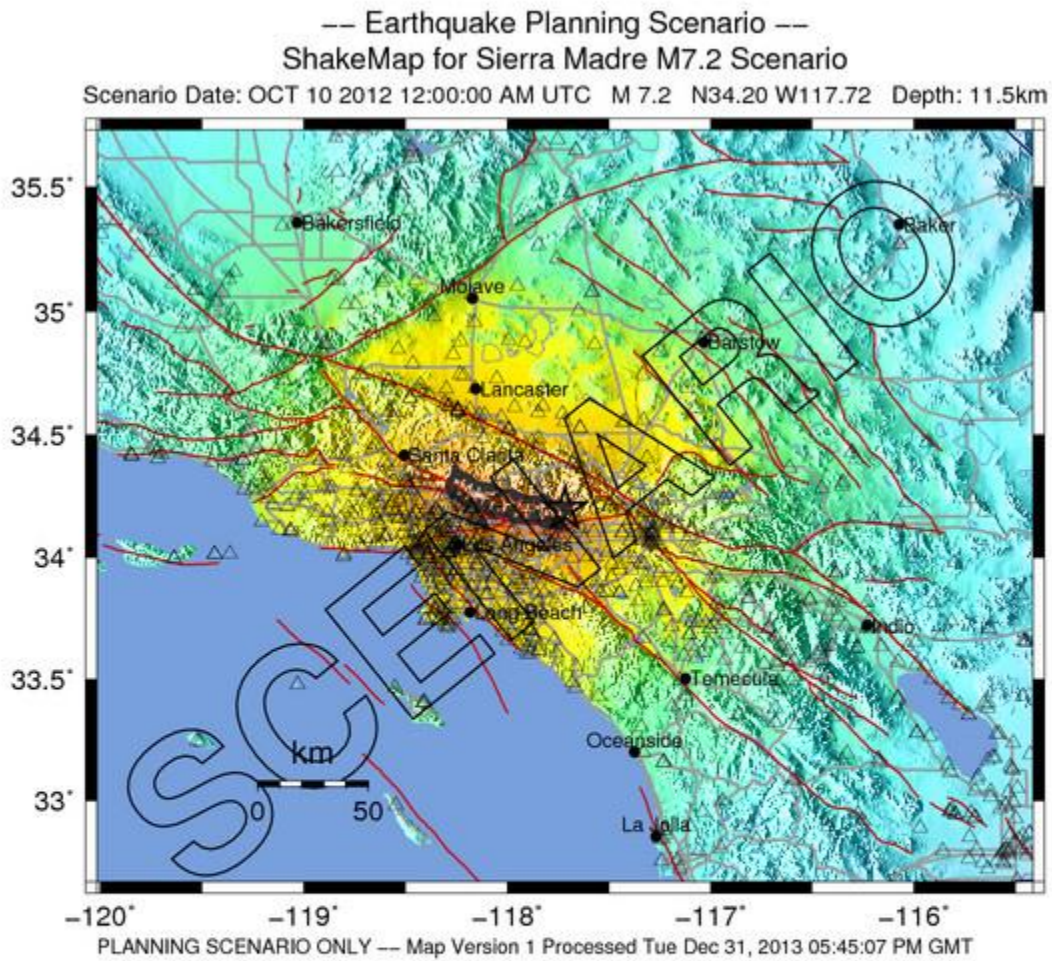 −− Earthquake Planning Scenario −−
ShakeMap for Sierra Madre M7.2 Scenario
Scenario Date: OCT 10 2012 12:00:00 AM UTC M 7.2 N34.20 W117.72 Depth: 11.5km
35.5°
Bakersfield
Baker
35°
Mojave
Barstow
Lancaster
34.5°
Santa Clarita
34°
Los Angeles
Long Beach
Indio
33.5°
Temecula
Oceanside
km
0 50
33°
La Jolla
SCENARIO
−120° −119° −118° −117° −116°
PLANNING SCENARIO ONLY −− Map Version 1 Processed Tue Dec 31, 2013 05:45:07 PM GMT